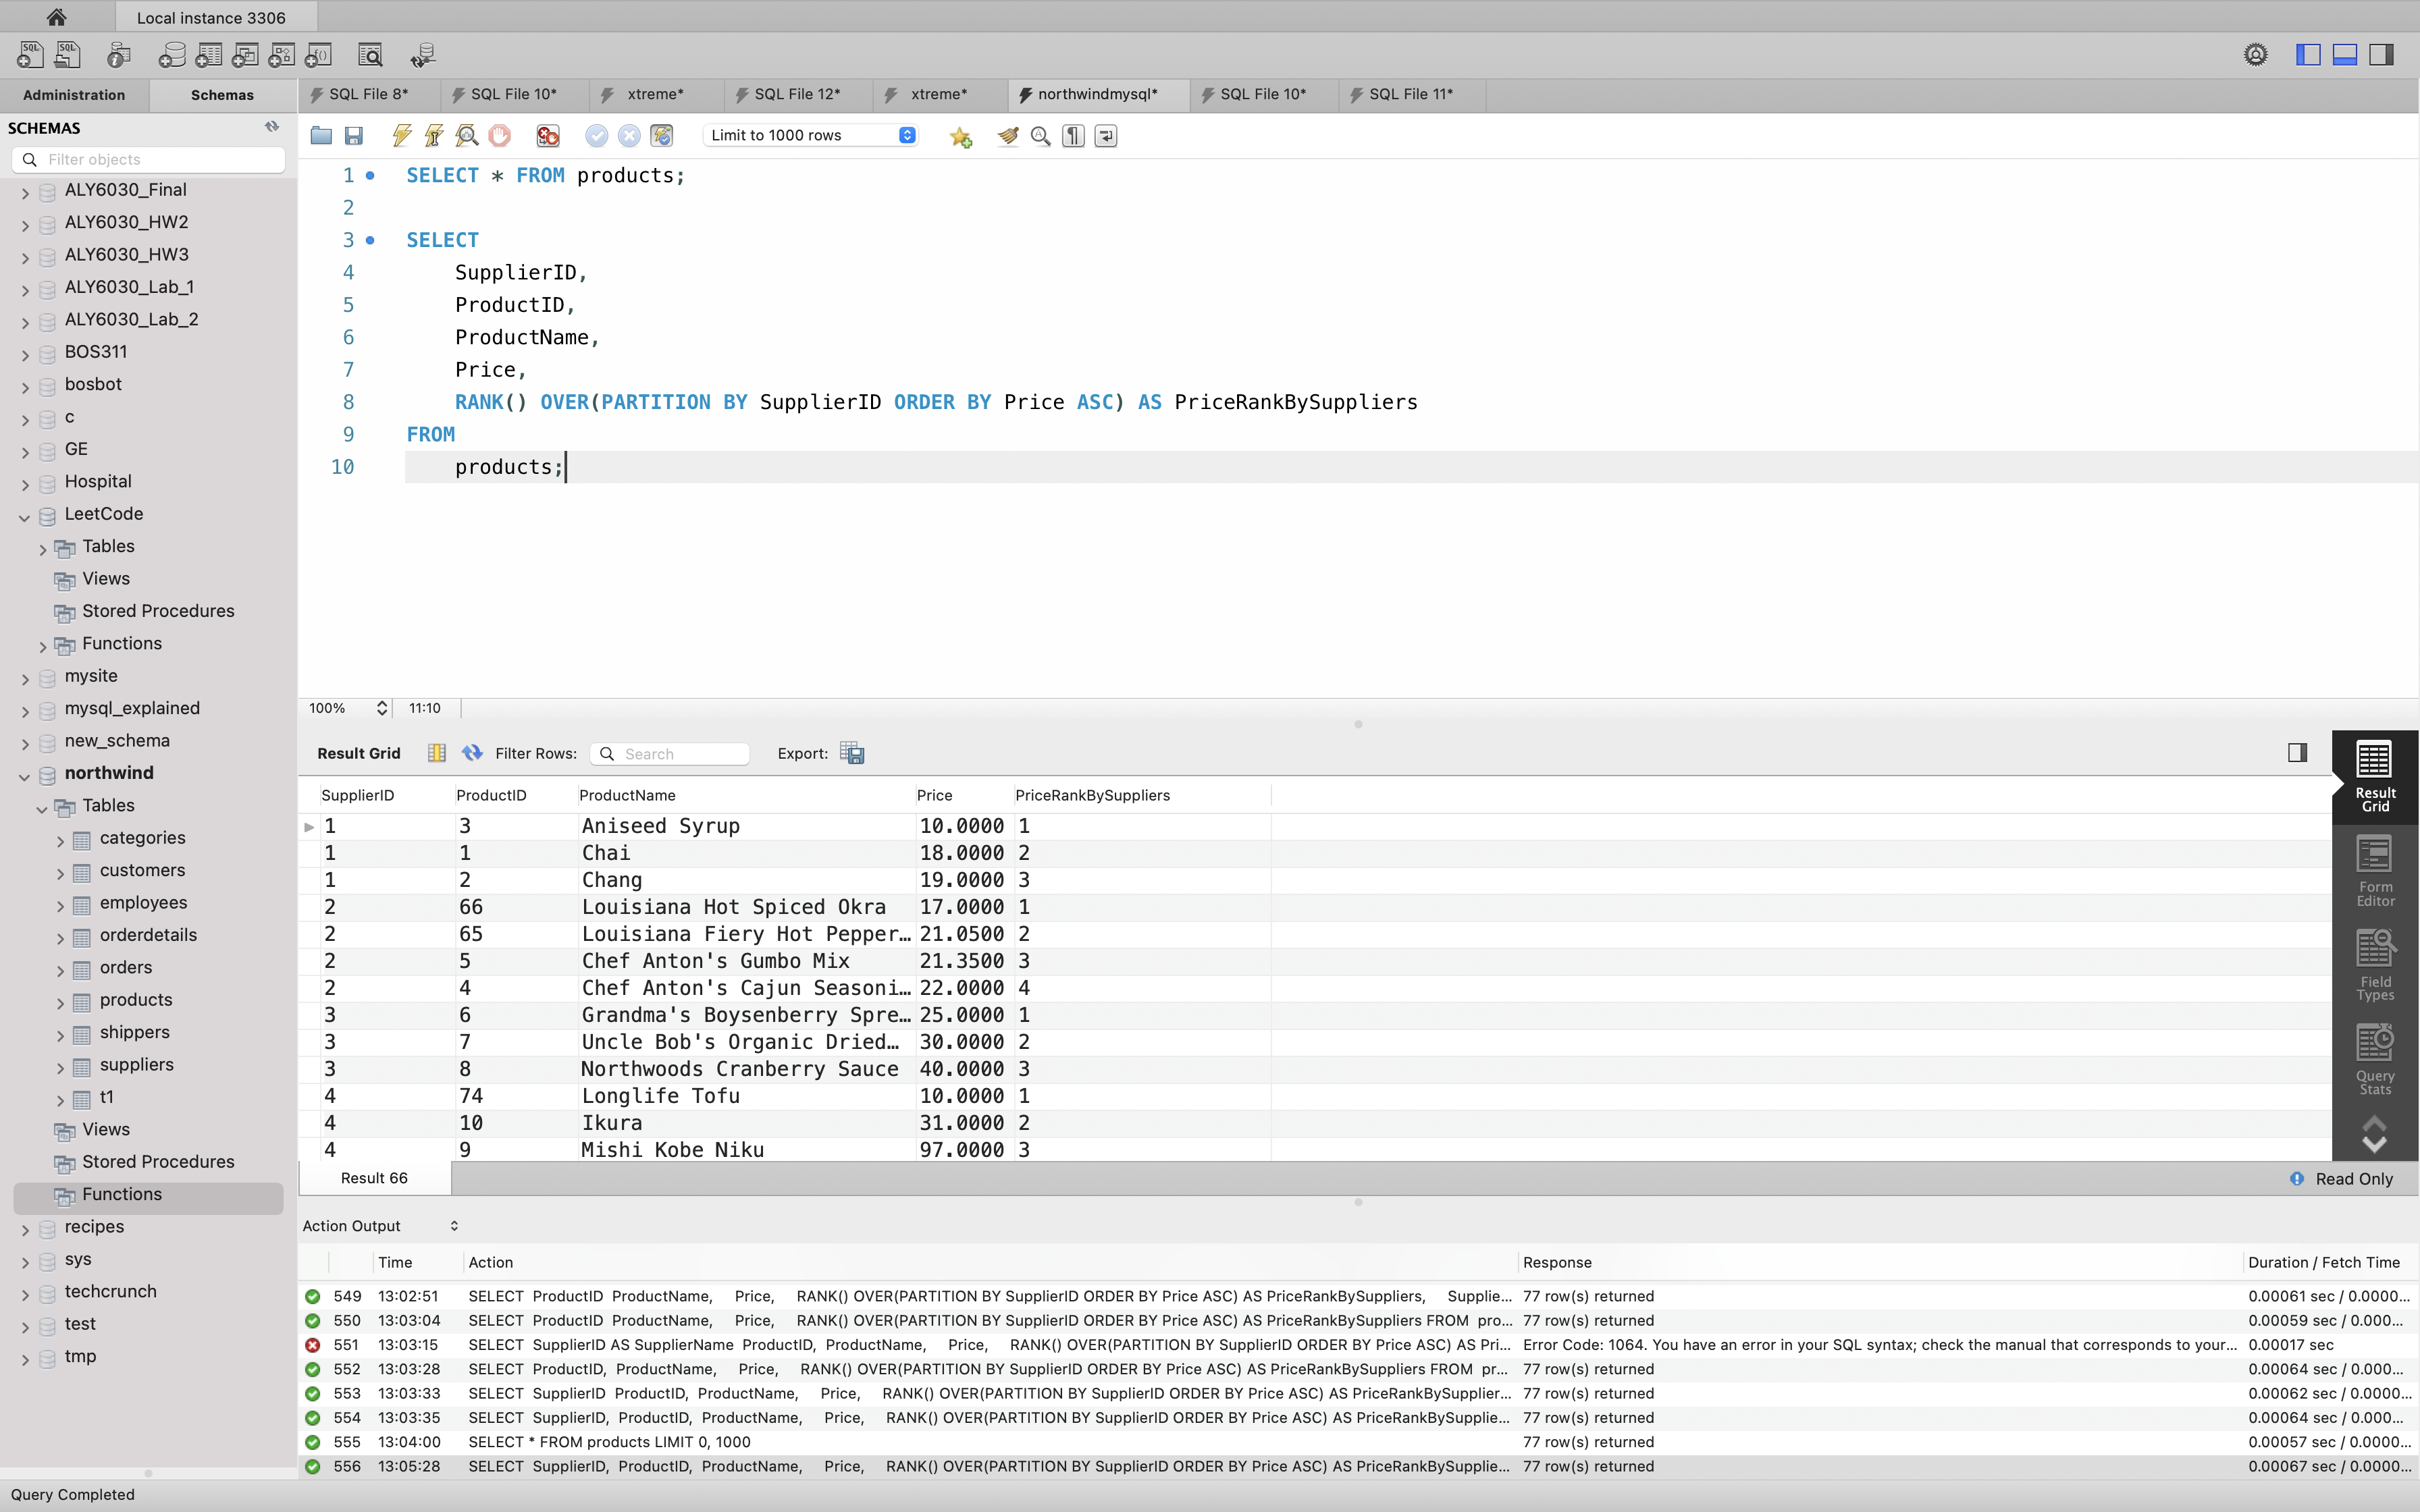 Local instance 3306
Administration
Schemas
SQL File 8*
SQL File 10*
xtreme*
SQL File 12*
xtreme*
northwindmysql*
SQL File 10*
SQL File 11*
SCHEMAS
Filter objects
ALY6030_Final
ALY6030_HW2
ALY6030_HW3
ALY6030_Lab_1
ALY6030_Lab_2
BOS311
bosbot
c
GE
Hospital
LeetCode
Tables
Views
Stored Procedures
Functions
mysite
mysql_explained
new_schema
northwind
Tables
categories
customers
employees
orderdetails
orders
products
shippers
suppliers
t1
Views
Stored Procedures
Functions
recipes
sys
techcrunch
test
tmp
Limit to 1000 rows
1 SELECT * FROM products;
2
3 SELECT
4 SupplierID,
5 ProductID,
6 ProductName,
7 Price,
8 RANK() OVER(PARTITION BY SupplierID ORDER BY Price ASC) AS PriceRankBySuppliers
9 FROM
10 products;
100% 11:10
Result Grid Filter Rows: Search Export:
SupplierID ProductID ProductName Price PriceRankBySuppliers
1 3 Aniseed Syrup 10.0000 1
1 1 Chai 18.0000 2
1 2 Chang 19.0000 3
2 66 Louisiana Hot Spiced Okra 17.0000 1
2 65 Louisiana Fiery Hot Pepper... 21.0500 2
2 5 Chef Anton's Gumbo Mix 21.3500 3
2 4 Chef Anton's Cajun Seasoni... 22.0000 4
3 6 Grandma's Boysenberry Spre... 25.0000 1
3 7 Uncle Bob's Organic Dried... 30.0000 2
3 8 Northwoods Cranberry Sauce 40.0000 3
4 74 Longlife Tofu 10.0000 1
4 10 Ikura 31.0000 2
4 9 Mishi Kobe Niku 97.0000 3
Result
Grid
Form
Editor
Field
Types
Query
Stats
Result 66
Read Only
Action Output
Time Action Response Duration / Fetch Time
549 13:02:51 SELECT ProductID ProductName, Price, RANK() OVER(PARTITION BY SupplierID ORDER BY Price ASC) AS PriceRankBySuppliers, Supplie... 77 row(s) returned 0.00061 sec / 0.0000...
550 13:03:04 SELECT ProductID ProductName, Price, RANK() OVER(PARTITION BY SupplierID ORDER BY Price ASC) AS PriceRankBySuppliers FROM pro... 77 row(s) returned 0.00059 sec / 0.000...
551 13:03:15 SELECT SupplierID AS SupplierName ProductID, ProductName, Price, RANK() OVER(PARTITION BY SupplierID ORDER BY Price ASC) AS Pri... Error Code: 1064. You have an error in your SQL syntax; check the manual that corresponds to your... 0.00017 sec
552 13:03:28 SELECT ProductID, ProductName, Price, RANK() OVER(PARTITION BY SupplierID ORDER BY Price ASC) AS PriceRankBySuppliers FROM pr... 77 row(s) returned 0.00064 sec / 0.000...
553 13:03:33 SELECT SupplierID ProductID, ProductName, Price, RANK() OVER(PARTITION BY SupplierID ORDER BY Price ASC) AS PriceRankBySupplier... 77 row(s) returned 0.00062 sec / 0.0000...
554 13:03:35 SELECT SupplierID, ProductID, ProductName, Price, RANK() OVER(PARTITION BY SupplierID ORDER BY Price ASC) AS PriceRankBySupplie... 77 row(s) returned 0.00064 sec / 0.000...
555 13:04:00 SELECT * FROM products LIMIT 0, 1000 77 row(s) returned 0.00057 sec / 0.0000...
556 13:05:28 SELECT SupplierID, ProductID, ProductName, Price, RANK() OVER(PARTITION BY SupplierID ORDER BY Price ASC) AS PriceRankBySupplie... 77 row(s) returned 0.00067 sec / 0.0000...
Query Completed